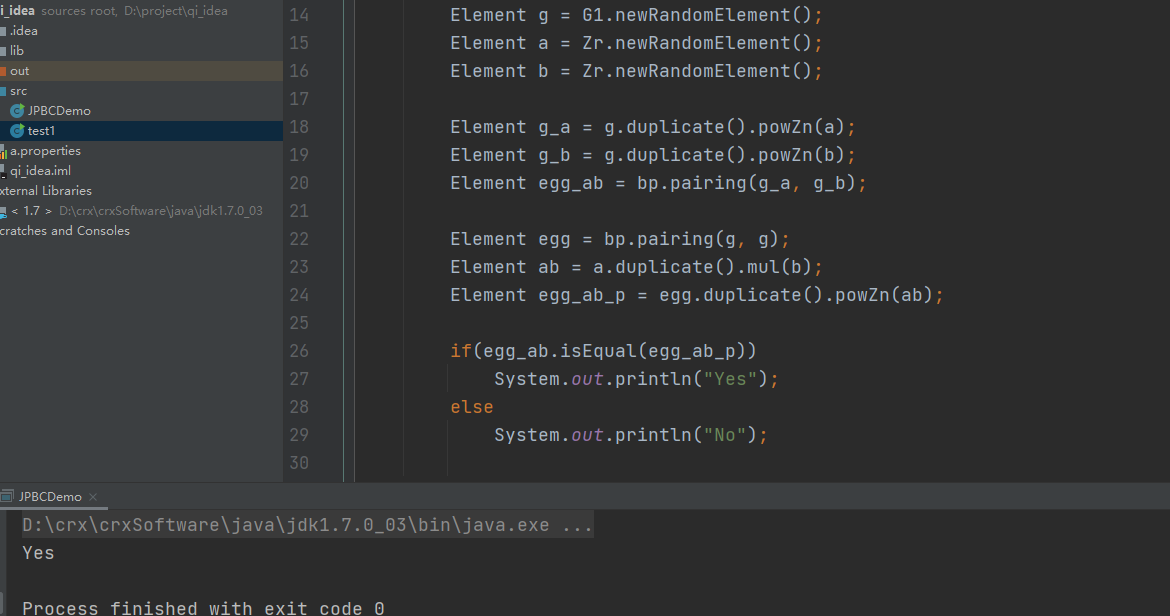 i_idea sources root, D:\project\qi_idea
.idea
lib
out
src
JPBCDemo
test1
a.properties
qi_idea.iml
xternal Libraries
< 1.7 > D:\crx\crxSoftware\java\jdk1.7.0_03
cratches and Consoles
14 Element g = G1.newRandomElement();
15 Element a = Zr.newRandomElement();
16 Element b = Zr.newRandomElement();
17
18 Element g_a = g.duplicate().powZn(a);
19 Element g_b = g.duplicate().powZn(b);
20 Element egg_ab = bp.pairing(g_a, g_b);
21
22 Element egg = bp.pairing(g, g);
23 Element ab = a.duplicate().mul(b);
24 Element egg_ab_p = egg.duplicate().powZn(ab);
25
26 if(egg_ab.isEqual(egg_ab_p))
27 System.out.println("Yes");
28 else
29 System.out.println("No");
30
JPBCDemo ×
D:\crx\crxSoftware\java\jdk1.7.0_03\bin\java.exe ...
Yes
Process finished with exit code 0